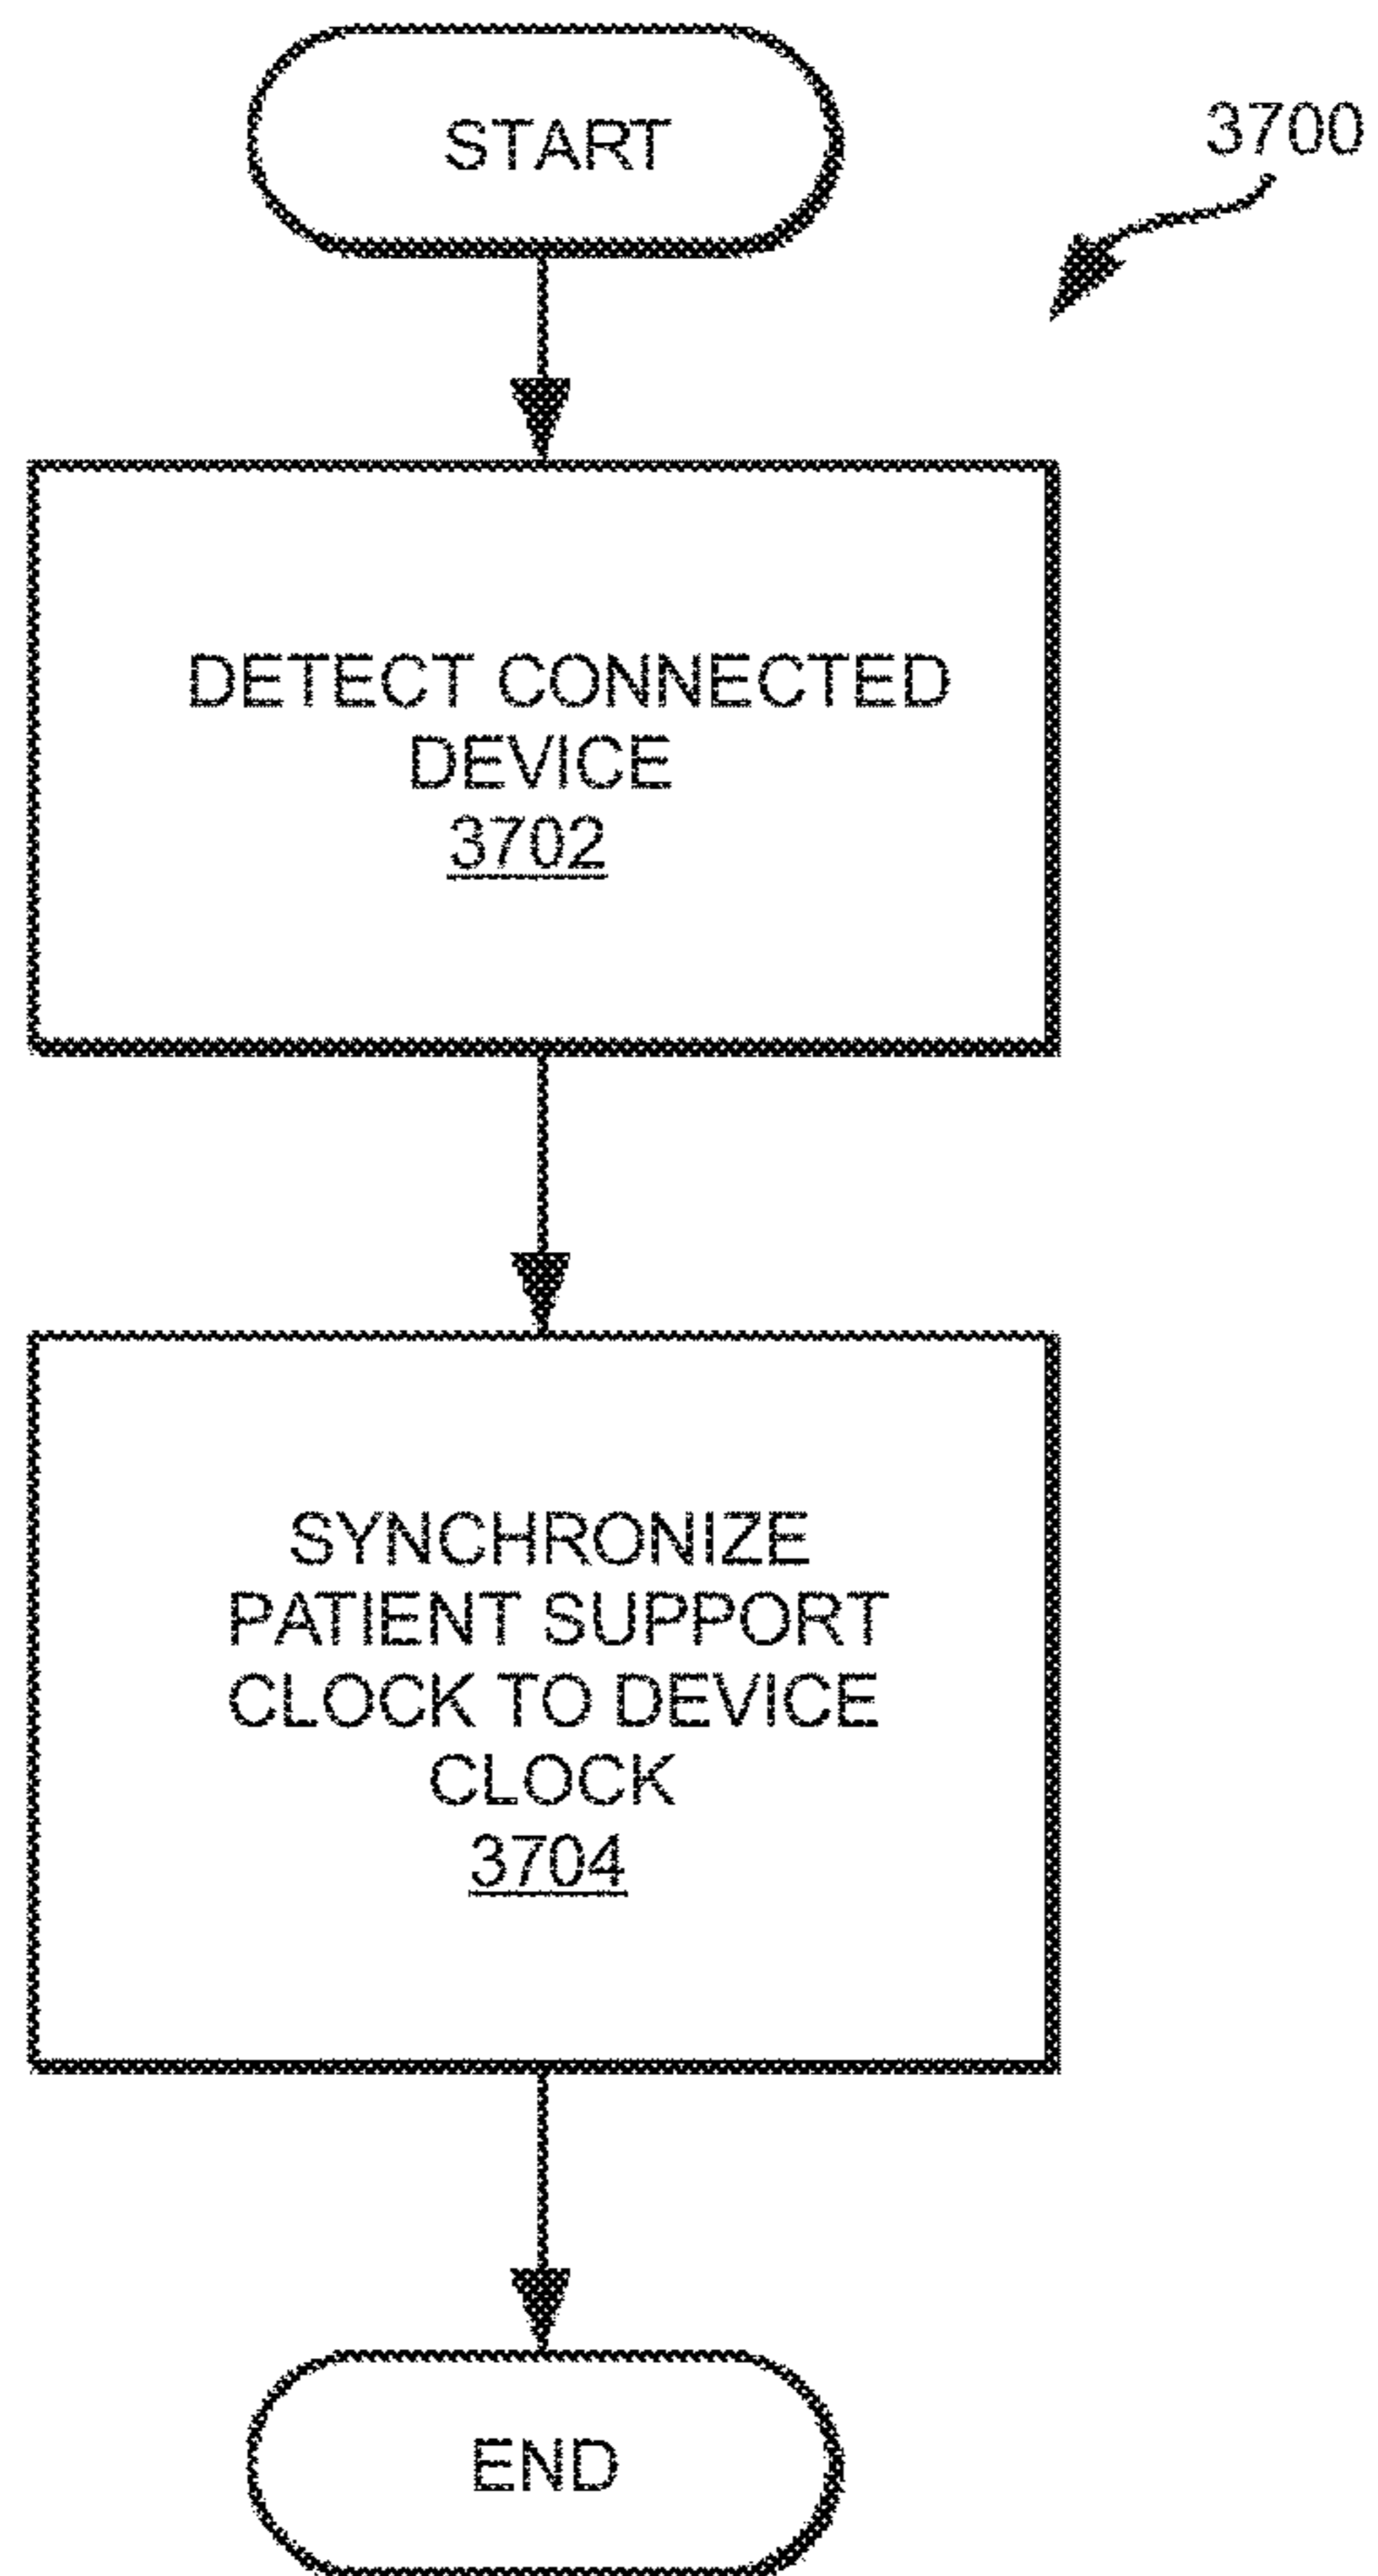 START
3700
DETECT CONNECTED
DEVICE
3702
SYNCHRONIZE
PATIENT SUPPORT
CLOCK TO DEVICE
CLOCK
3704
END